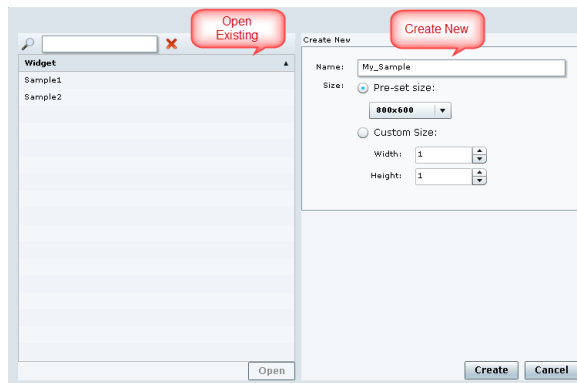 Open
Existing
Widget
Sample1
Sample2
Open
Create New
Create New
Name: My_Sample
Size: Pre-set size:
800x600
Custom Size:
Width: 1
Height: 1
Create Cancel